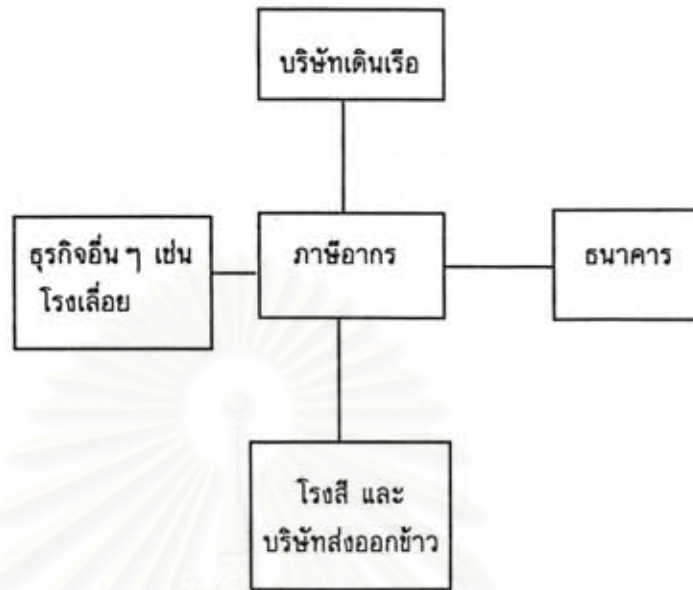 บริษัทเดินเรือ
ธุรกิจอื่น ๆ เช่น
โรงเลื่อย
ภาษีอากร
ธนาคาร
โรงสี และ
บริษัทส่งออกข้าว